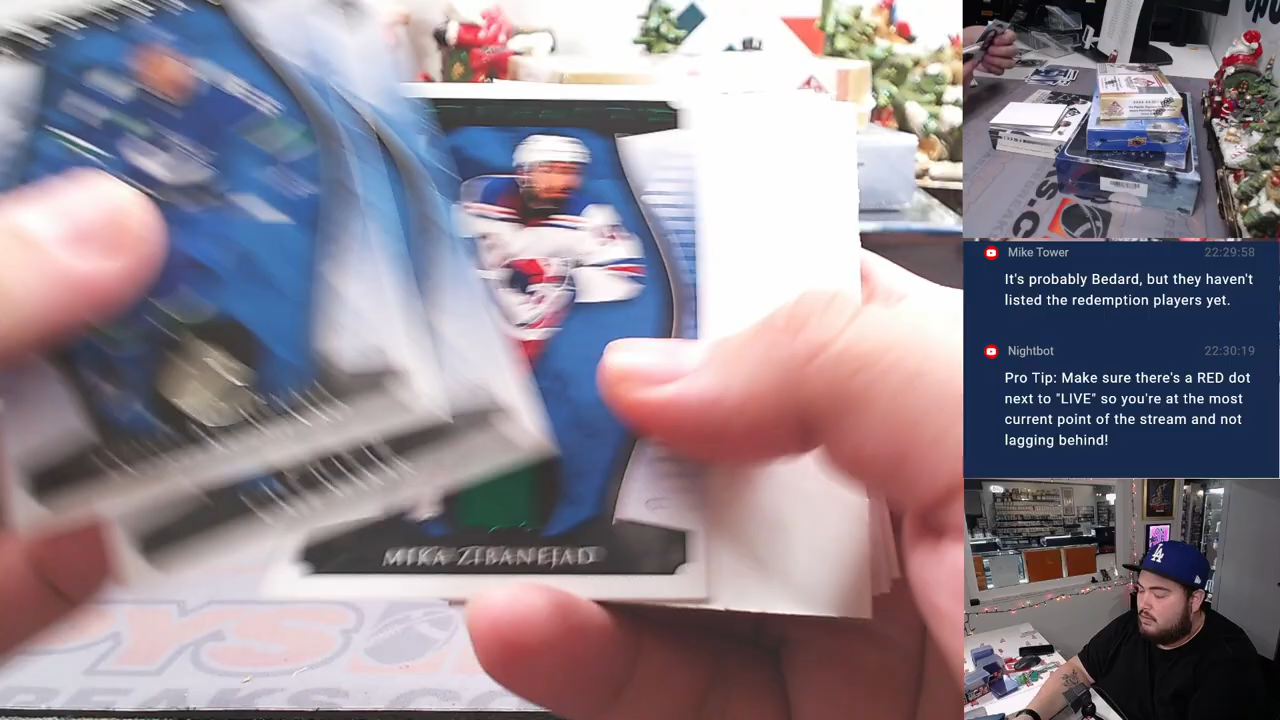 MIKA ZIBANEJAD
Mike Tower 22:29:58
It's probably Bedard, but they haven't
listed the redemption players yet.
Nightbot 22:30:19
Pro Tip: Make sure there's a RED dot
next to "LIVE" so you're at the most
current point of the stream and not
lagging behind!